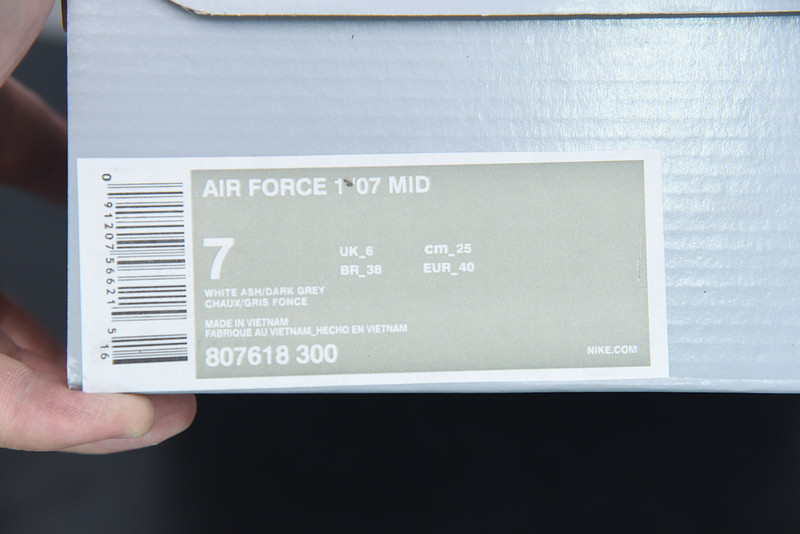 AIR FORCE 1 '07 MID
7
UK_6 cm_25
BR_38 EUR_40
WHITE ASH/DARK GREY
CHAUX/GRIS FONCE
MADE IN VIETNAM
FABRIQUE AU VIETNAM_HECHO EN VIETNAM
807618 300
NIKE.COM
0 91207 56621 5 16